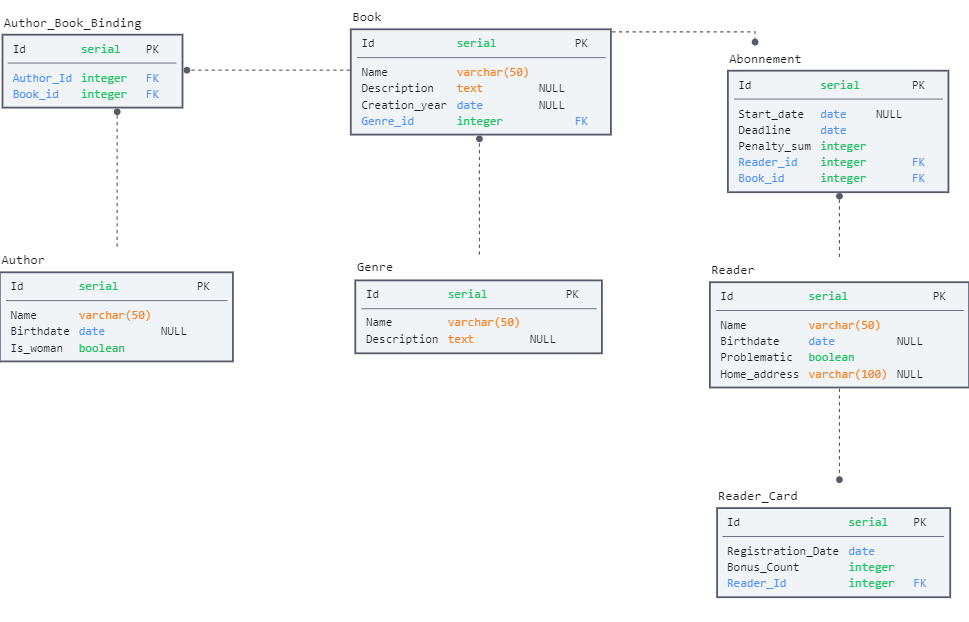 Author_Book_Binding
Id serial PK
Author_Id integer FK
Book_id integer FK
Book
Id serial PK
Name varchar(50)
Description text NULL
Creation_year date NULL
Genre_id integer FK
Abonnement
Id serial PK
Start_date date NULL
Deadline date
Penalty_sum integer
Reader_id integer FK
Book_id integer FK
Author
Id serial PK
Name varchar(50)
Birthdate date NULL
Is_woman boolean
Genre
Id serial PK
Name varchar(50)
Description text NULL
Reader
Id serial PK
Name varchar(50)
Birthdate date NULL
Problematic boolean
Home_address varchar(100) NULL
Reader_Card
Id serial PK
Registration_Date date
Bonus_Count integer
Reader_Id integer FK